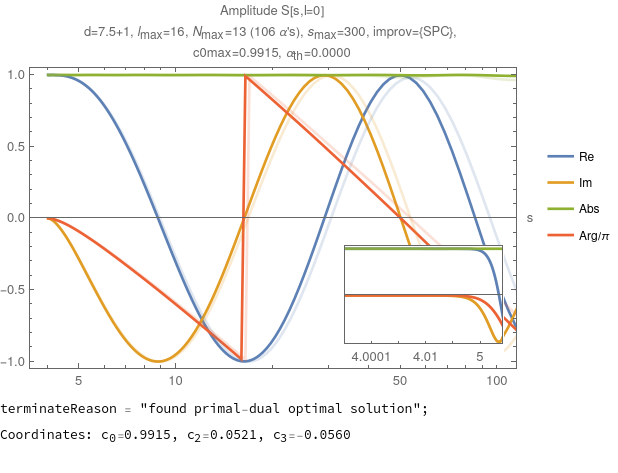 Amplitude S[s,l=0]
d=7.5+1, lmax=16, Nmax=13 (106 α's), smax=300, improv={SPC},
c0max=0.9915, αth=0.0000
1.0
0.5
0.0
−0.5
−1.0
s
Re
Im
Abs
Arg/π
4.0001 4.01 5
5 10 50 100
terminateReason = "found primal-dual optimal solution";
Coordinates: c0=0.9915, c2=0.0521, c3=-0.0560